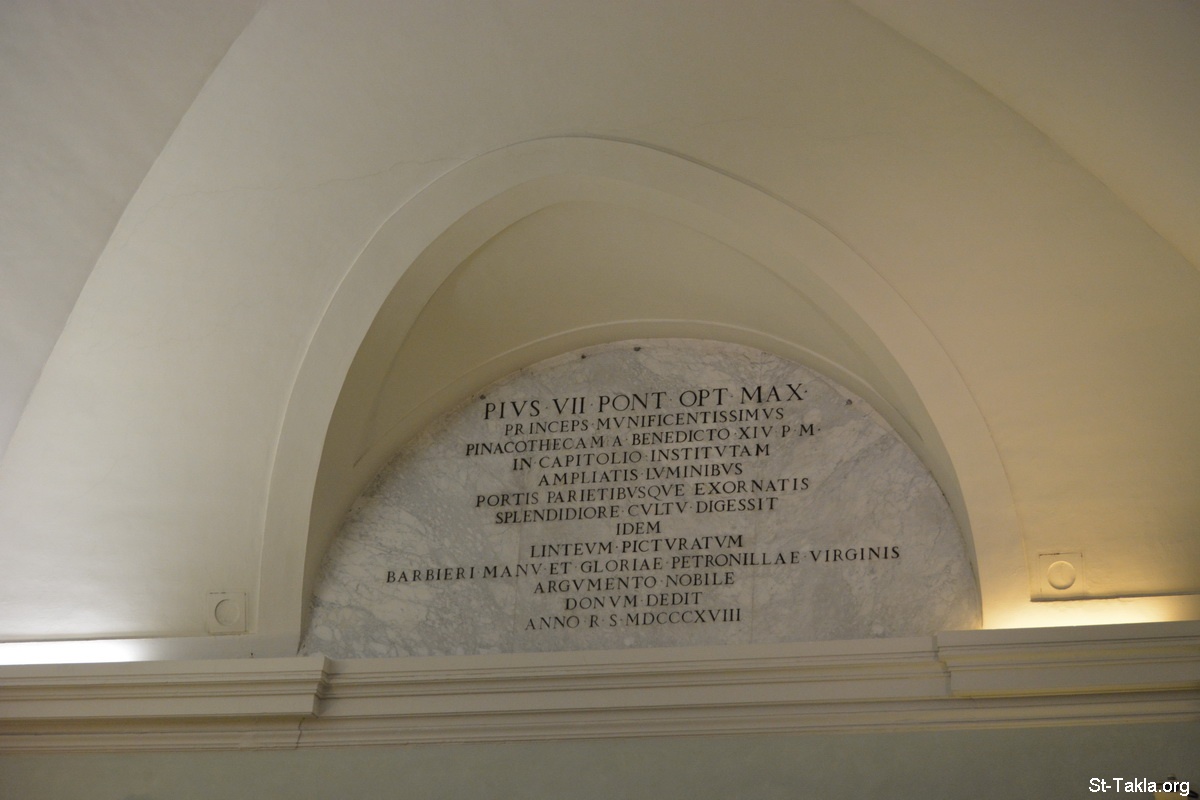 PIVS·VII·PONT·OPT·MAX·
PRINCEPS·MVNIFICENTISSIMVS
PINACOTHECAM·A·BENEDICTO·XIV·P·M·
IN·CAPITOLIO·INSTITVTAM
AMPLIATIS·LVMINIBVS
PORTIS PARIETIBVSQVE EXORNATIS
SPLENDIDIORE·CVLTV·DIGESSIT
IDEM
LINTEVM·PICTVRATVM
BARBIERI·MANV·ET·GLORIAE·PETRONILLAE·VIRGINIS
ARGVMENTO·NOBILE
DONVM·DEDIT
ANNO·R·S·MDCCCXVIII
St-Takla.org